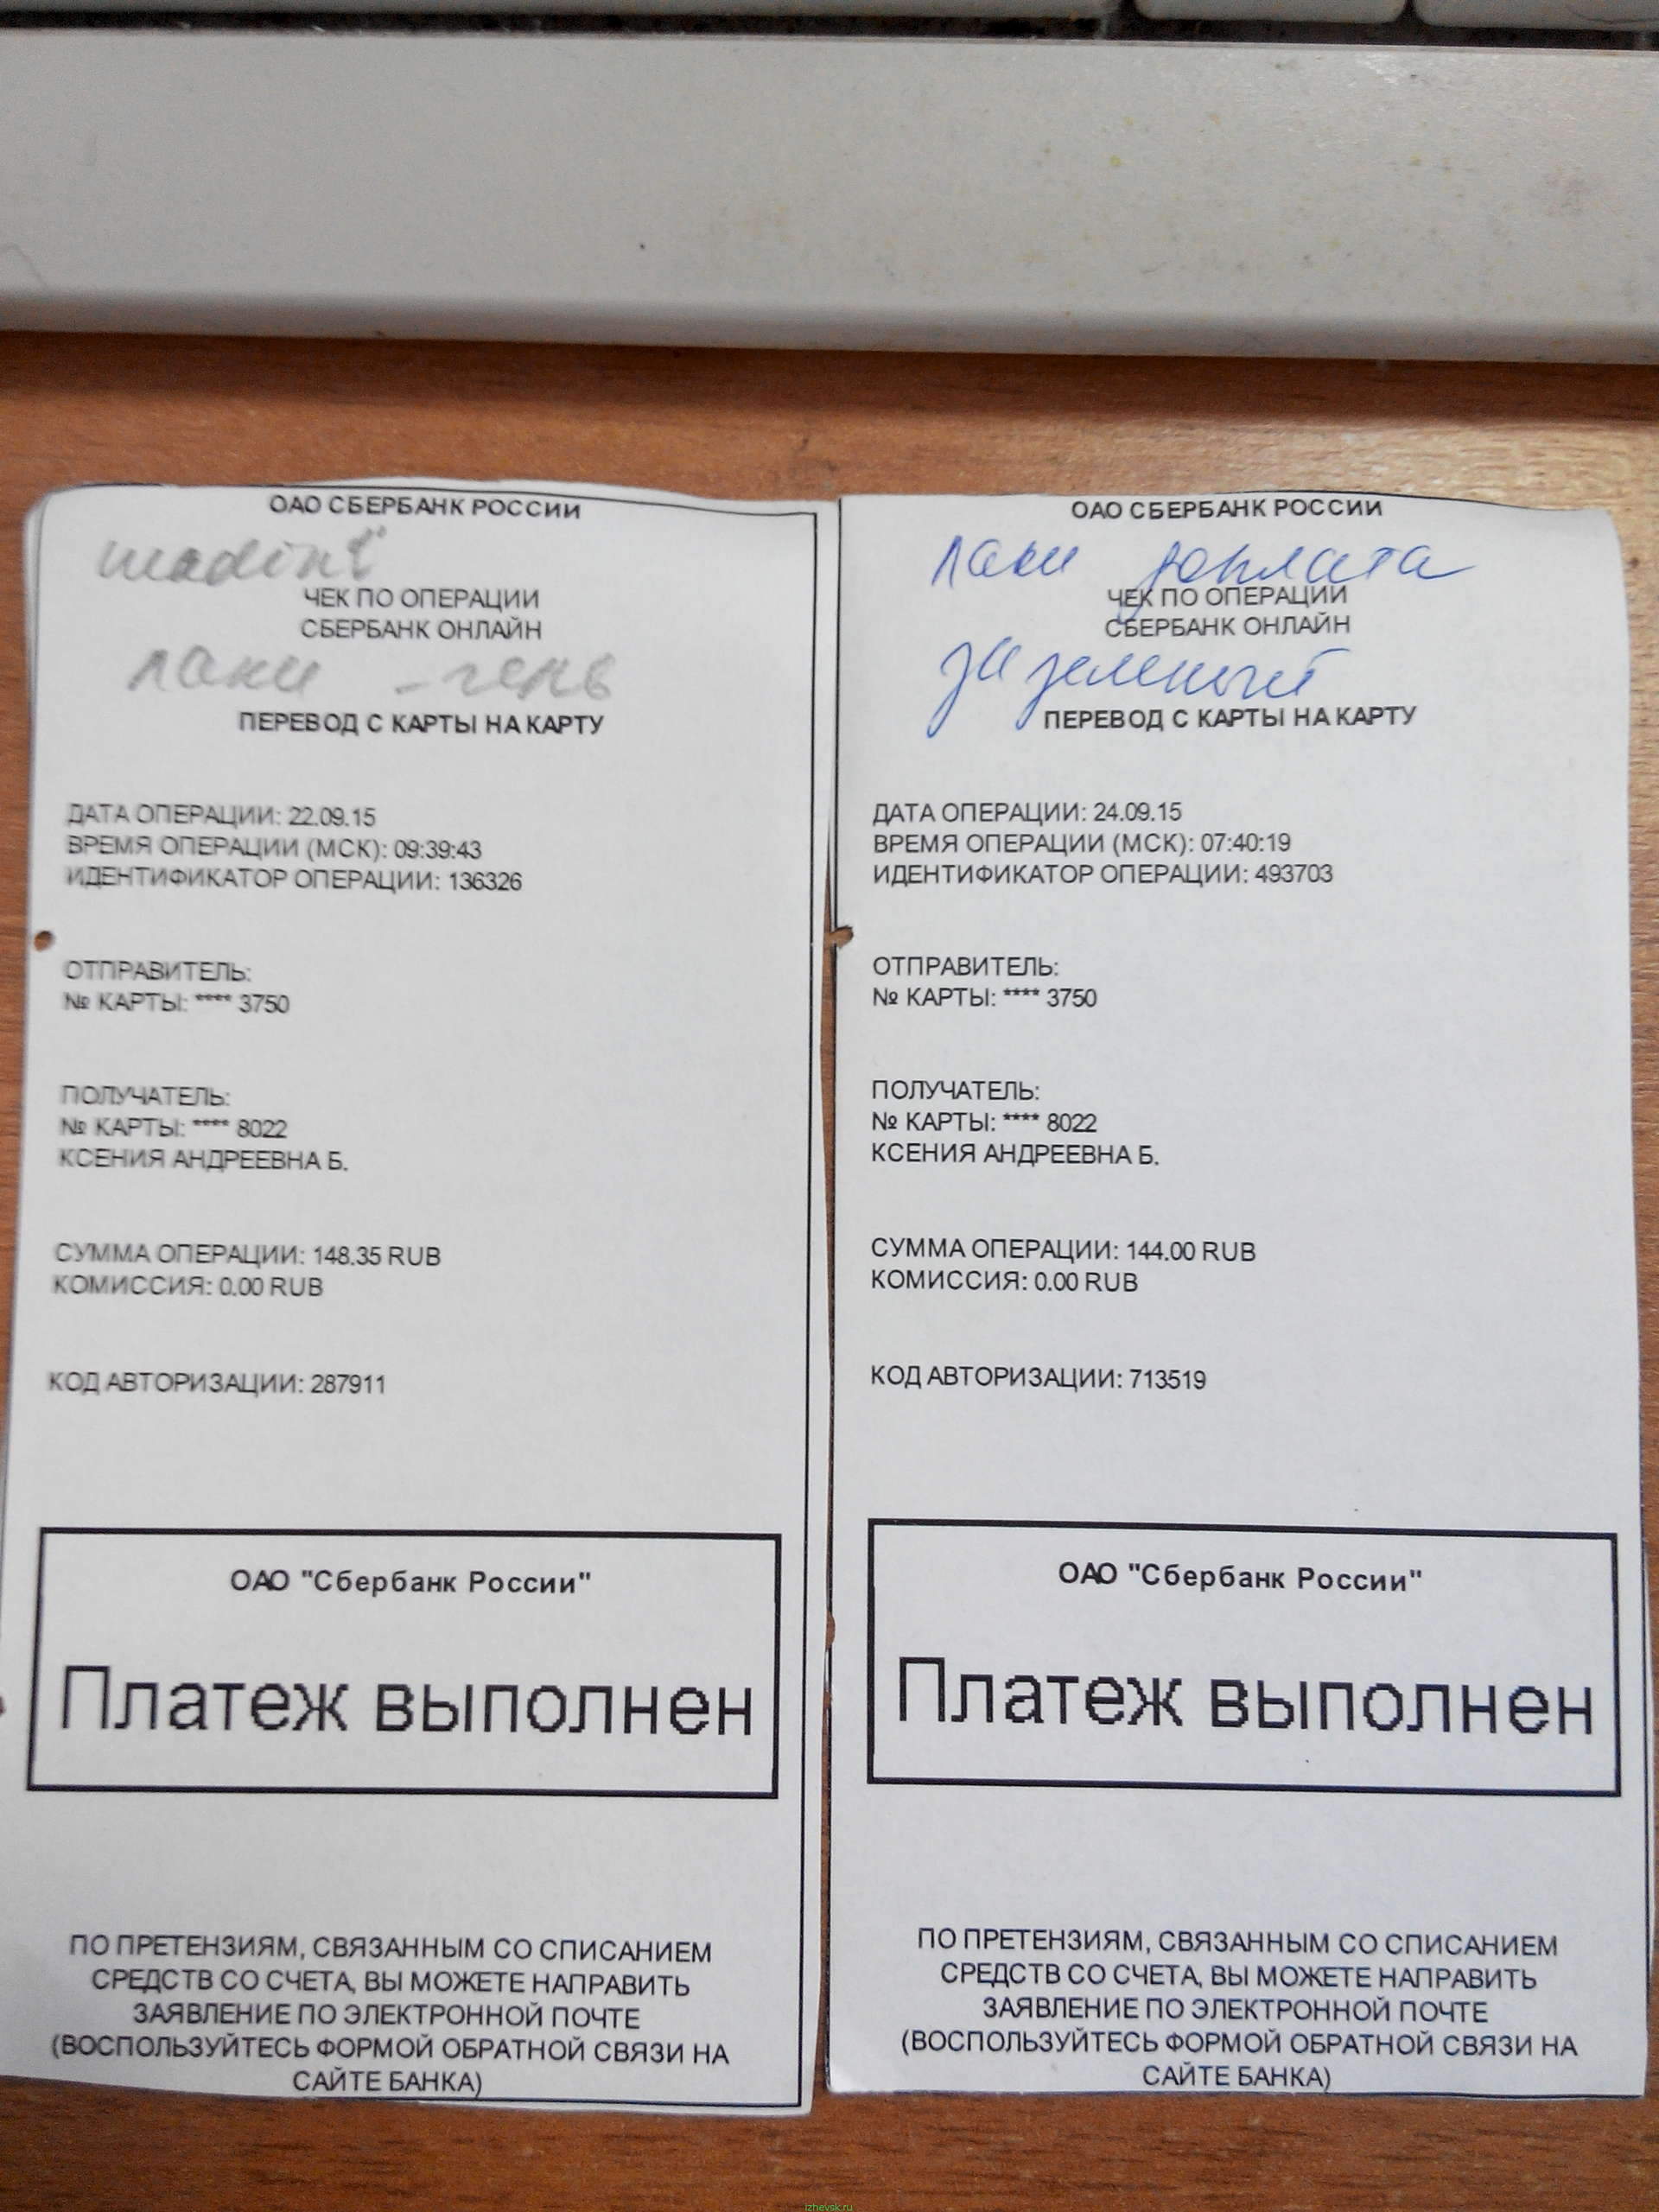 ОАО СБЕРБАНК РОССИИ
ЧЕК ПО ОПЕРАЦИИ
СБЕРБАНК ОНЛАЙН
лаки
ПЕРЕВОД С КАРТЫ НА КАРТУ
ДАТА ОПЕРАЦИИ: 22.09.15
ВРЕМЯ ОПЕРАЦИИ (МСК): 09:39:43
ИДЕНТИФИКАТОР ОПЕРАЦИИ: 136326
ОТПРАВИТЕЛЬ:
№ КАРТЫ: **** 3750
ПОЛУЧАТЕЛЬ:
№ КАРТЫ: **** 8022
КСЕНИЯ АНДРЕЕВНА Б.
СУММА ОПЕРАЦИИ: 148.35 RUB
КОМИССИЯ: 0.00 RUB
КОД АВТОРИЗАЦИИ: 287911
ОАО "Сбербанк России"
Платеж выполнен
ПО ПРЕТЕНЗИЯМ, СВЯЗАННЫМ СО СПИСАНИЕМ
СРЕДСТВ СО СЧЕТА, ВЫ МОЖЕТЕ НАПРАВИТЬ
ЗАЯВЛЕНИЕ ПО ЭЛЕКТРОННОЙ ПОЧТЕ
(ВОСПОЛЬЗУЙТЕСЬ ФОРМОЙ ОБРАТНОЙ СВЯЗИ НА
САЙТЕ БАНКА)
ОАО СБЕРБАНК РОССИИ
лаки доплата
ЧЕК ПО ОПЕРАЦИИ
СБЕРБАНК ОНЛАЙН
за зеленый
ПЕРЕВОД С КАРТЫ НА КАРТУ
ДАТА ОПЕРАЦИИ: 24.09.15
ВРЕМЯ ОПЕРАЦИИ (МСК): 07:40:19
ИДЕНТИФИКАТОР ОПЕРАЦИИ: 493703
ОТПРАВИТЕЛЬ:
№ КАРТЫ: **** 3750
ПОЛУЧАТЕЛЬ:
№ КАРТЫ: **** 8022
КСЕНИЯ АНДРЕЕВНА Б.
СУММА ОПЕРАЦИИ: 144.00 RUB
КОМИССИЯ: 0.00 RUB
КОД АВТОРИЗАЦИИ: 713519
ОАО "Сбербанк России"
Платеж выполнен
ПО ПРЕТЕНЗИЯМ, СВЯЗАННЫМ СО СПИСАНИЕМ
СРЕДСТВ СО СЧЕТА, ВЫ МОЖЕТЕ НАПРАВИТЬ
ЗАЯВЛЕНИЕ ПО ЭЛЕКТРОННОЙ ПОЧТЕ
(ВОСПОЛЬЗУЙТЕСЬ ФОРМОЙ ОБРАТНОЙ СВЯЗИ НА
САЙТЕ БАНКА)
izhevsk.ru